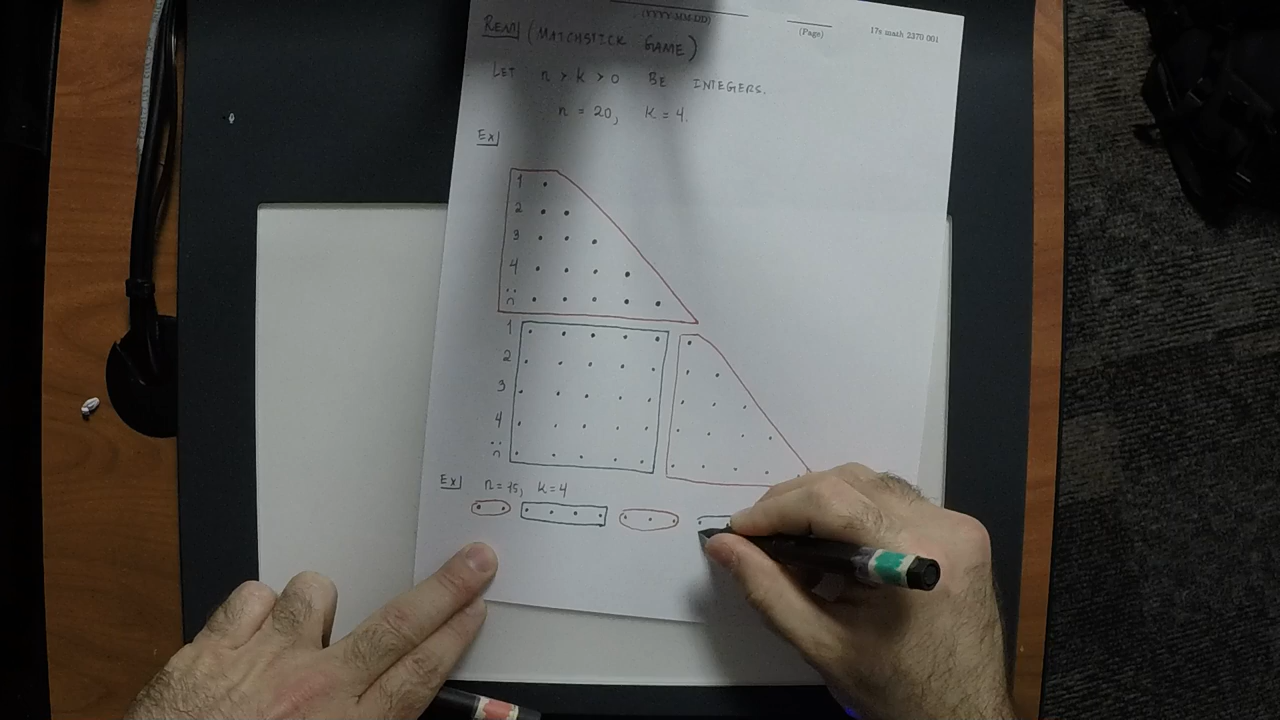 (YYYY.MM.DD)
(Page)
17s math 2370 001
REM (MATCHSTICK GAME)
LET n > k > 0 BE INTEGERS.
n = 20, k = 4.
Ex
1
2
3
4
n
1
2
3
4
n
Ex n = 15, k = 4